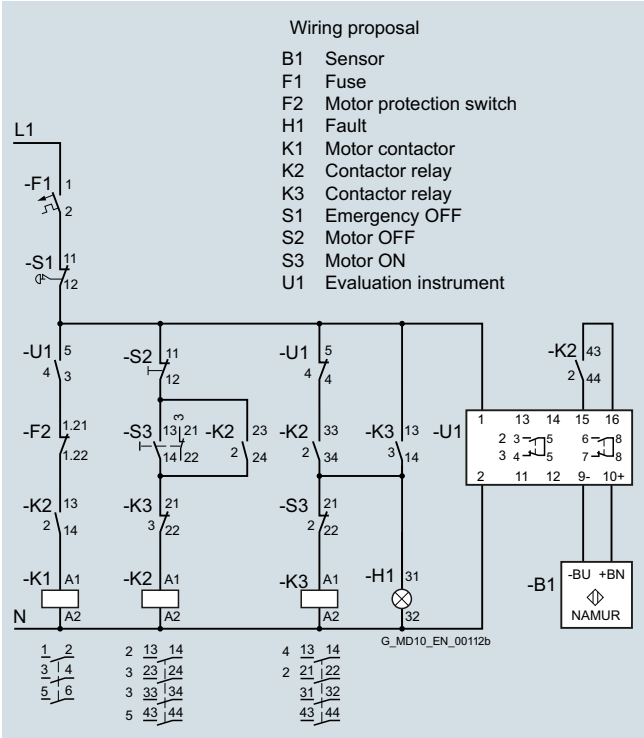 Wiring proposal
B1 Sensor
F1 Fuse
F2 Motor protection switch
H1 Fault
K1 Motor contactor
K2 Contactor relay
K3 Contactor relay
S1 Emergency OFF
S2 Motor OFF
S3 Motor ON
U1 Evaluation instrument
L1
-F1 1
2
-S1 11
12
-U1 5
4 3
-S2 11
12
-U1 5
4 4
-K2 43
2 44
-F2 1.21
1.22
-S3 13 3 21
14 22
-K2 23
2 24
-K2 33
2 34
-K3 13
3 14
-U1
1 13 14 15 16
2 3 5 6 8
3 4 5 7 8
2 11 12 9- 10+
-K2 13
2 14
-K3 21
3 22
-S3 21
2 22
-K1 A1
A2
-K2 A1
A2
-K3 A1
A2
-H1 31
32
-B1
-BU +BN
NAMUR
N
G_MD10_EN_00112b
1 2
3 4
5 6
2 13 14
3 23 24
3 33 34
5 43 44
4 13 14
2 21 22
31 32
43 44